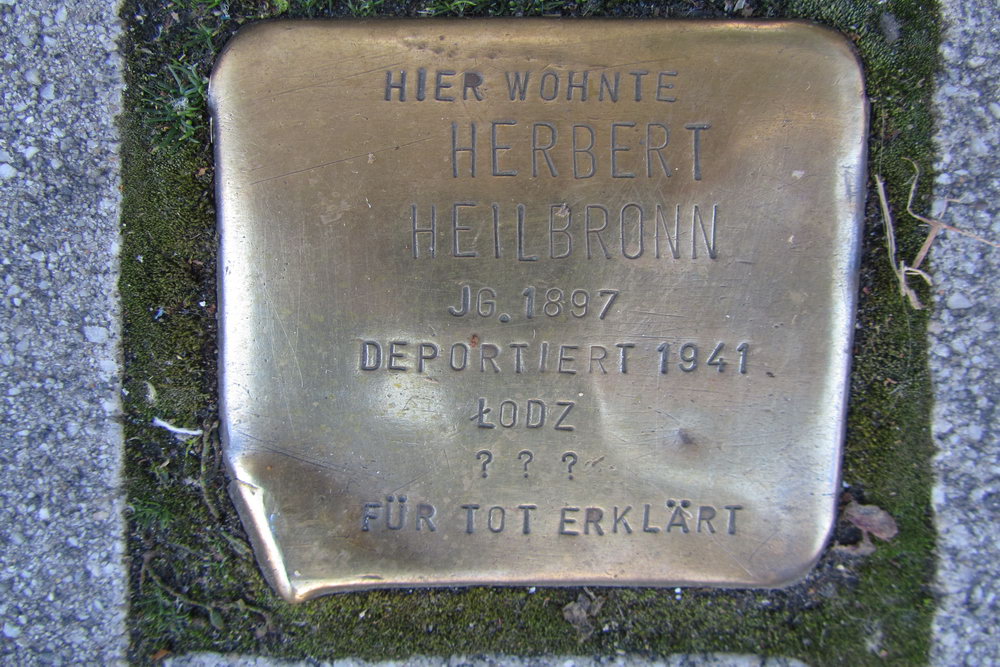 HIER WOHNTE
HERBERT
HEILBRONN
JG. 1897
DEPORTIERT 1941
ŁODZ
? ? ?
FÜR TOT ERKLÄRT